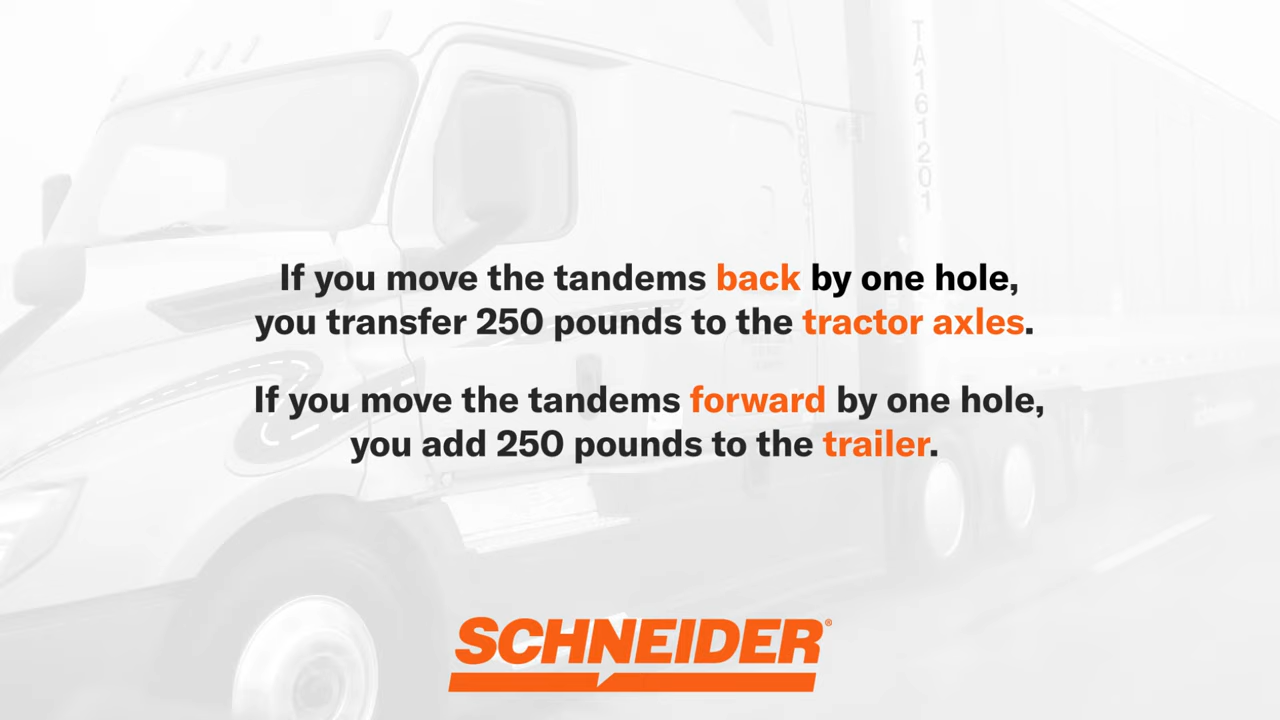 TA161201
If you move the tandems back by one hole,
you transfer 250 pounds to the tractor axles.
If you move the tandems forward by one hole,
you add 250 pounds to the trailer.
SCHNEIDER®